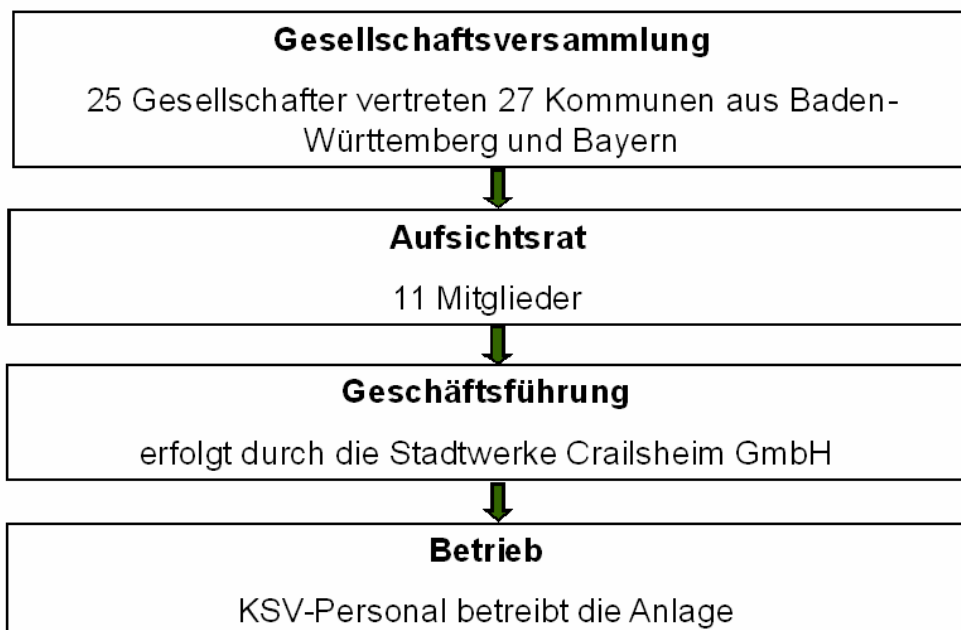 Gesellschaftsversammlung
25 Gesellschafter vertreten 27 Kommunen aus Baden-
Württemberg und Bayern
Aufsichtsrat
11 Mitglieder
Geschäftsführung
erfolgt durch die Stadtwerke Crailsheim GmbH
Betrieb
KSV-Personal betreibt die Anlage